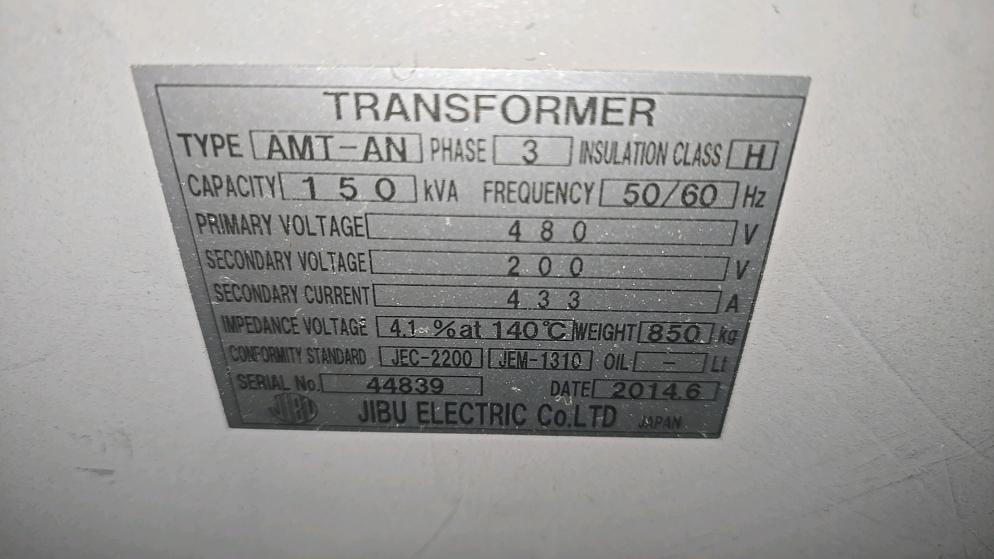 TRANSFORMER
TYPE AMT-AN PHASE 3 INSULATION CLASS H
CAPACITY 150 kVA FREQUENCY 50/60 Hz
PRIMARY VOLTAGE 480 V
SECONDARY VOLTAGE 200 V
SECONDARY CURRENT 433 A
IMPEDANCE VOLTAGE 4.1 % at 140°C WEIGHT 850 kg
CONFORMITY STANDARD JEC-2200 JEM-1310 OIL - Lt
SERIAL No. 44839 DATE 2014.6
JIBU JIBU ELECTRIC Co.LTD JAPAN